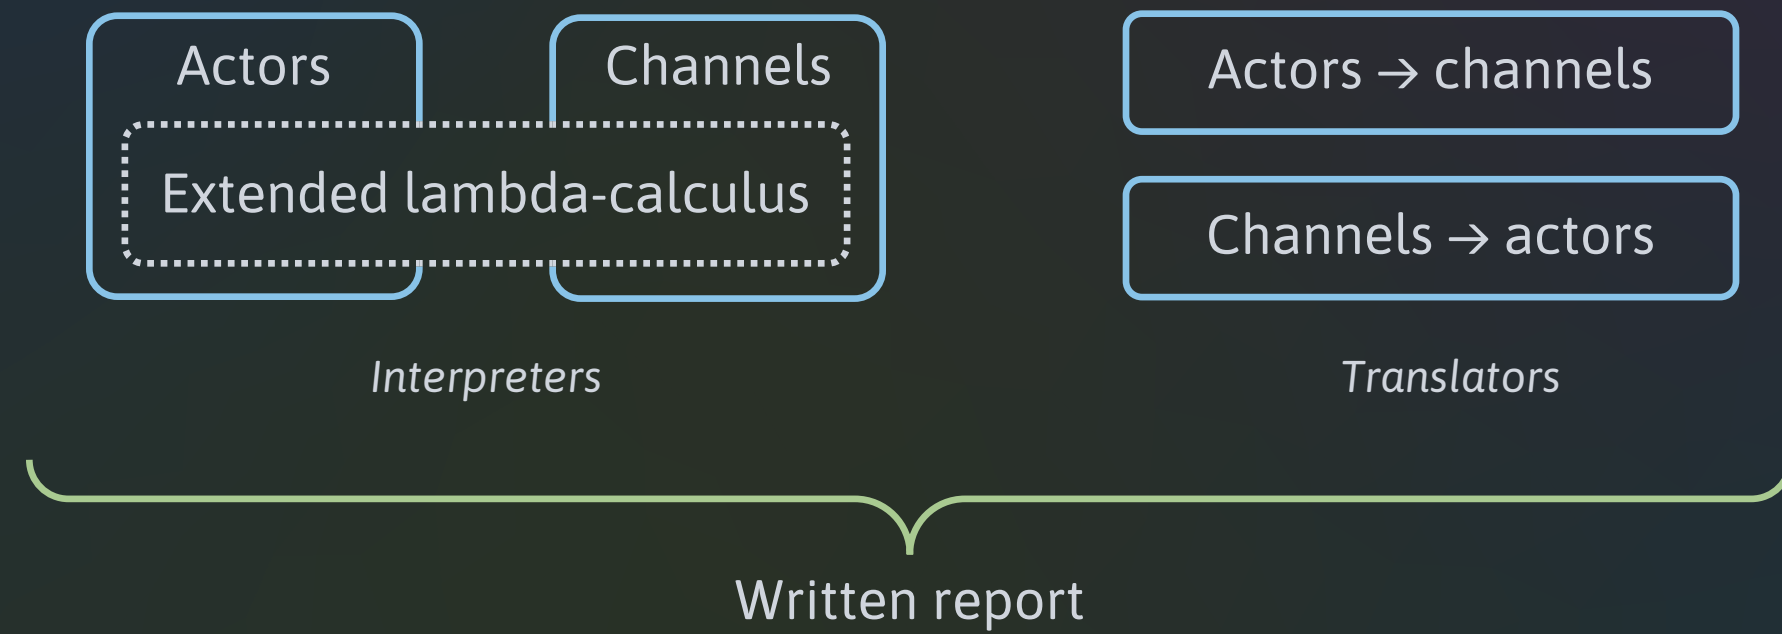 Actors
Channels
Extended lambda-calculus
Interpreters
Actors → channels
Channels → actors
Translators
Written report